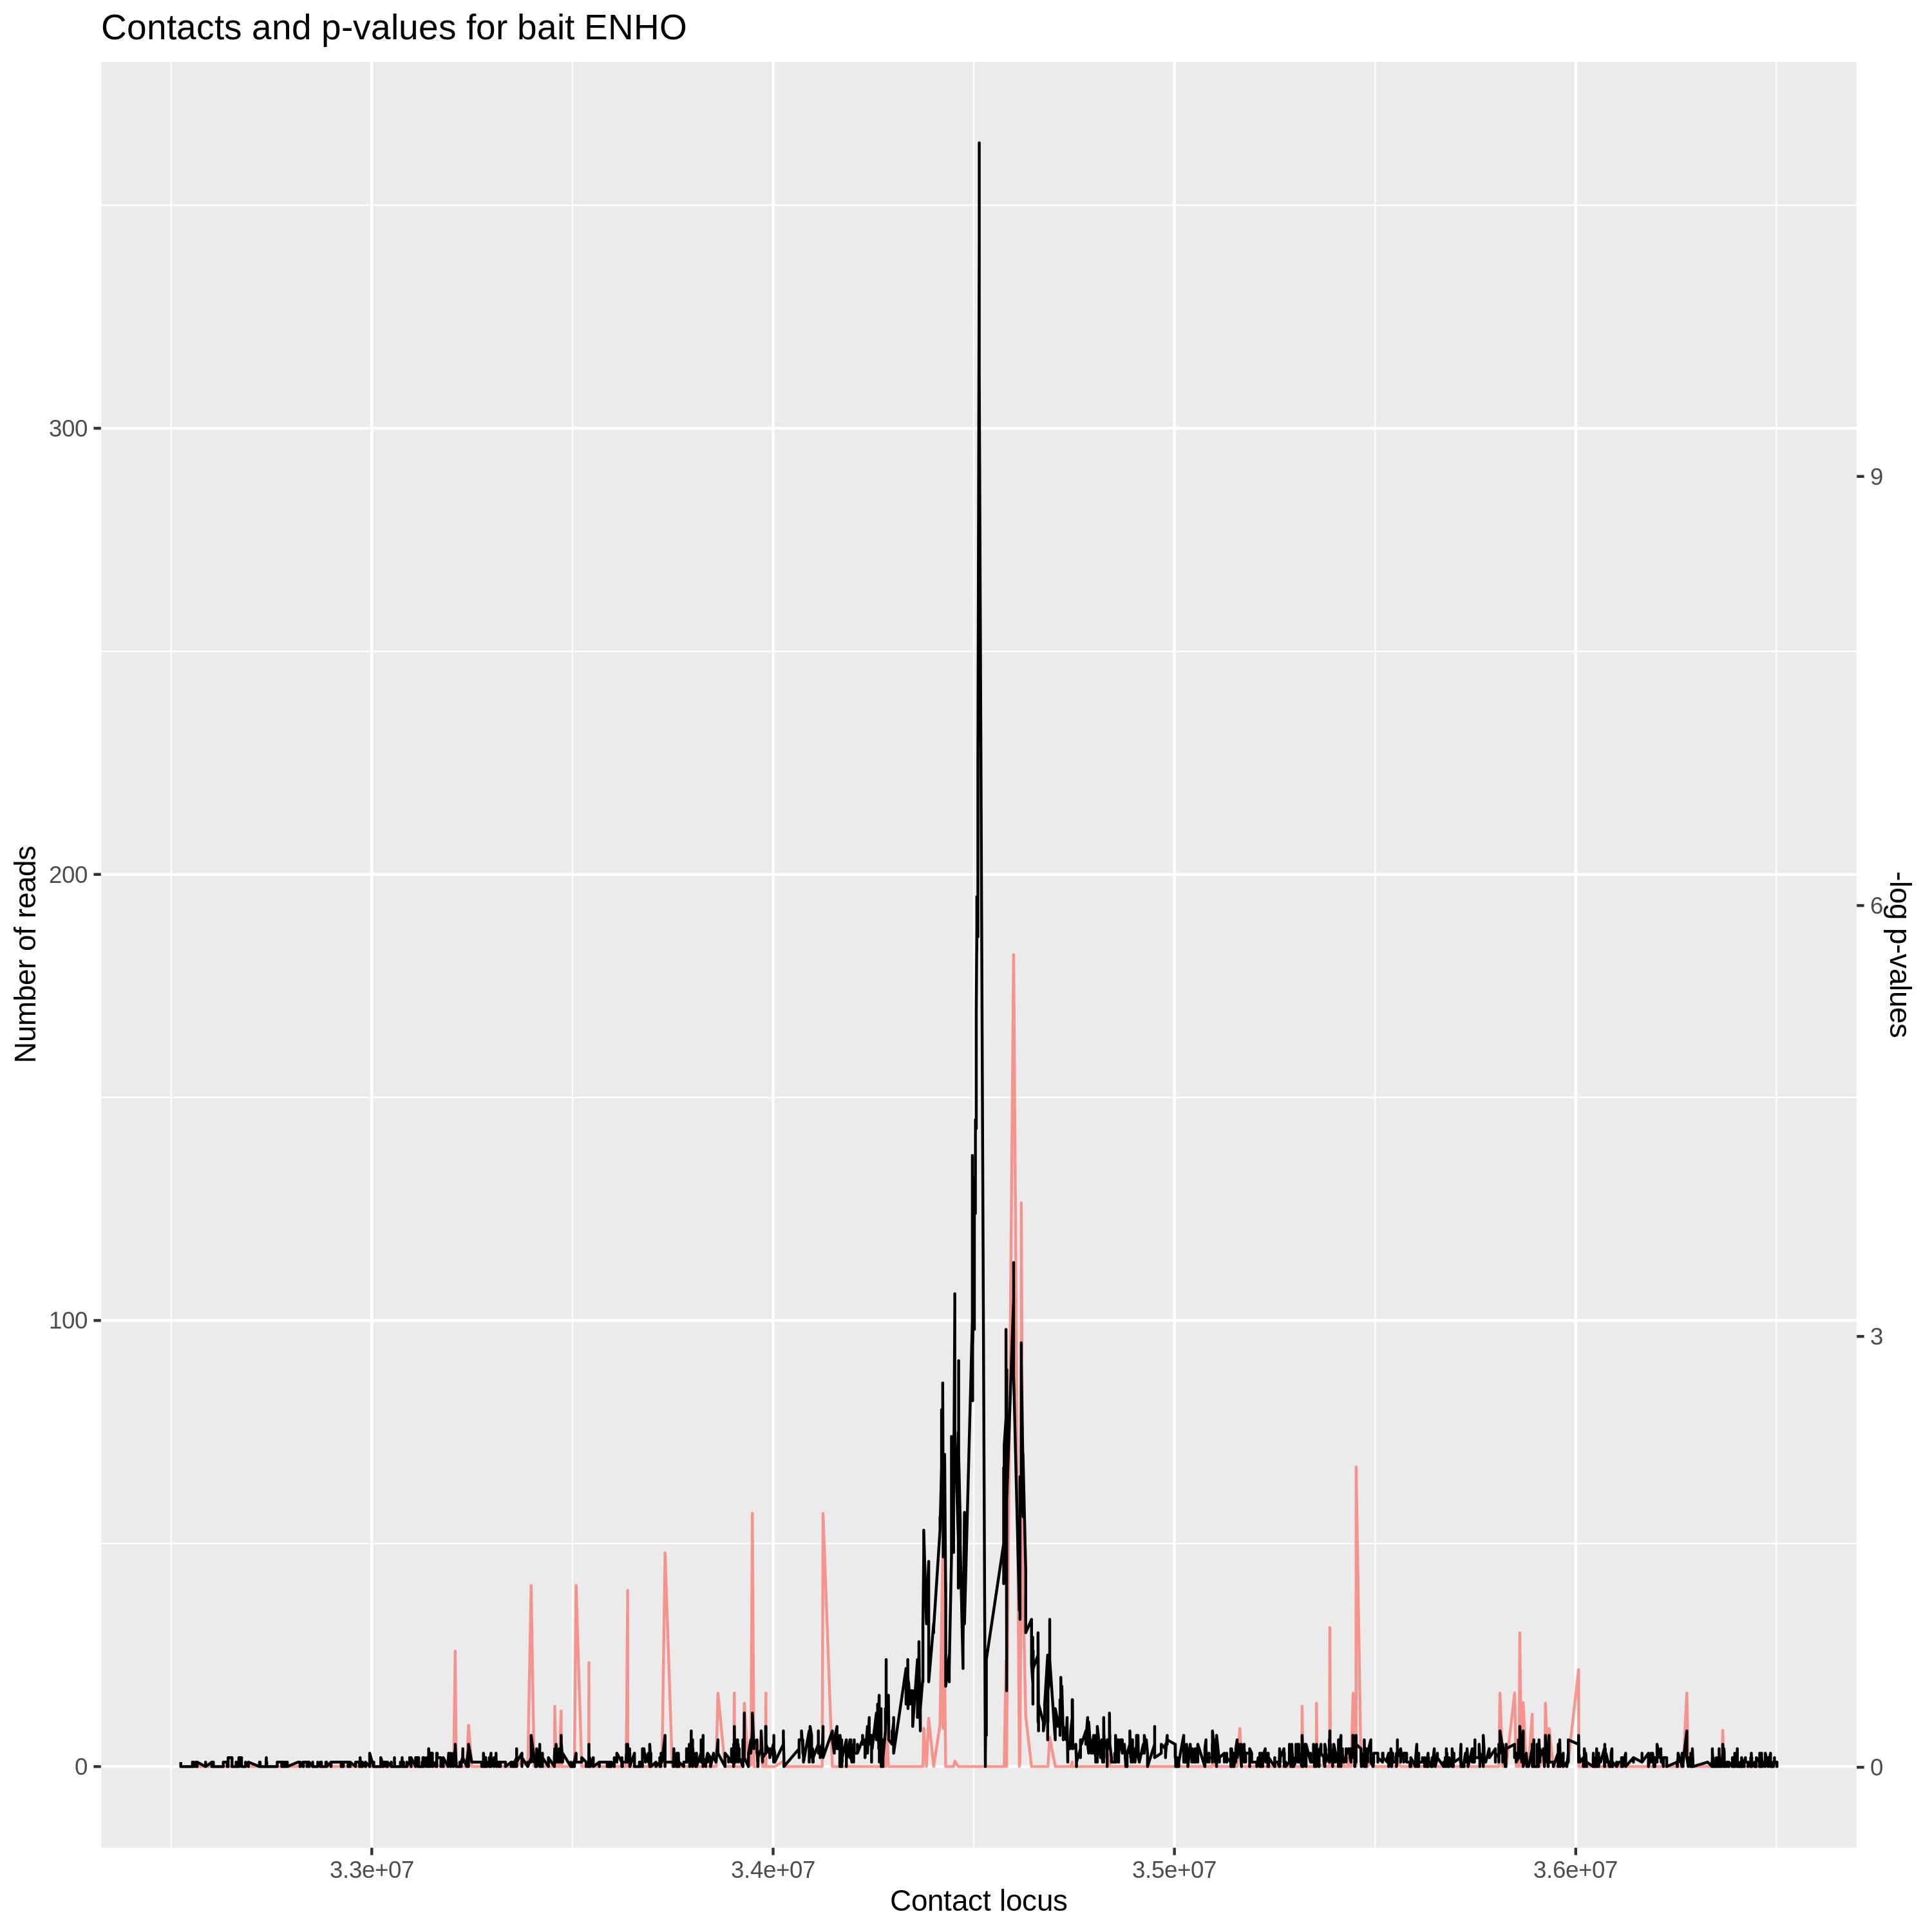 Contacts and p-values for bait ENHO
Number of reads
300
200
100
0
9
6
3
0
-log p-values
3.3e+07 3.4e+07 3.5e+07 3.6e+07
Contact locus